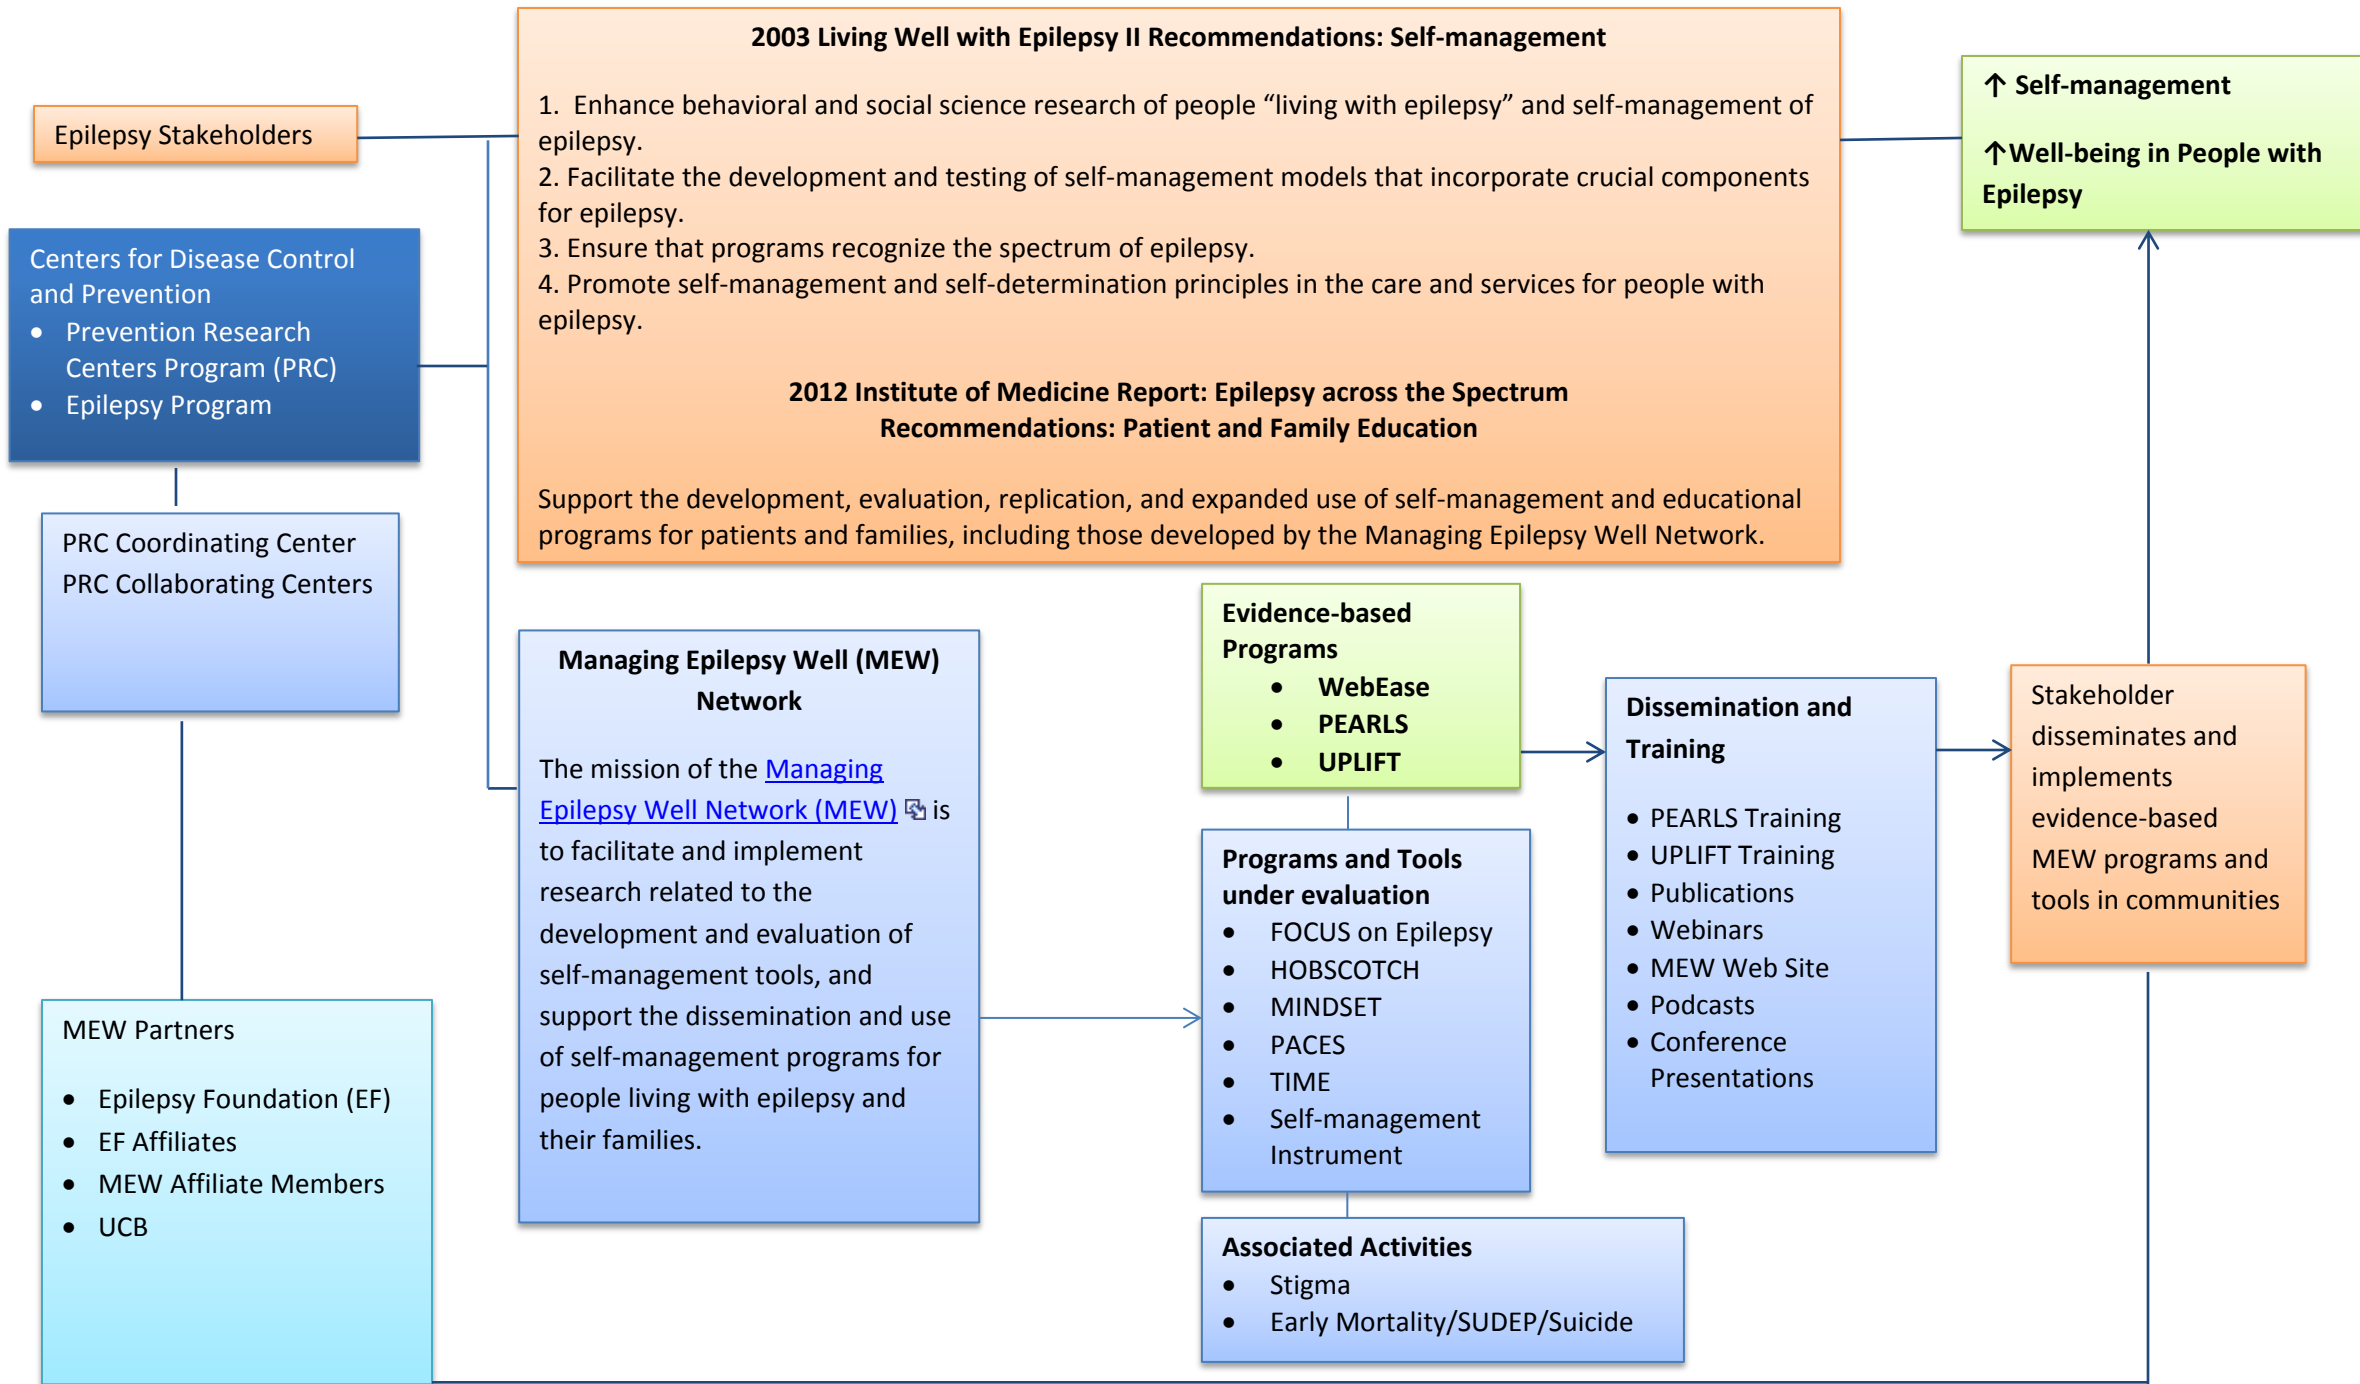 Epilepsy Stakeholders
2003 Living Well with Epilepsy II Recommendations: Self-management
1. Enhance behavioral and social science research of people “living with epilepsy” and self-management of
epilepsy.
2. Facilitate the development and testing of self-management models that incorporate crucial components
for epilepsy.
3. Ensure that programs recognize the spectrum of epilepsy.
4. Promote self-management and self-determination principles in the care and services for people with
epilepsy.
2012 Institute of Medicine Report: Epilepsy across the Spectrum
Recommendations: Patient and Family Education
Support the development, evaluation, replication, and expanded use of self-management and educational
programs for patients and families, including those developed by the Managing Epilepsy Well Network.
↑ Self-management
↑Well-being in People with
Epilepsy
Centers for Disease Control
and Prevention
• Prevention Research
Centers Program (PRC)
• Epilepsy Program
PRC Coordinating Center
PRC Collaborating Centers
MEW Partners
• Epilepsy Foundation (EF)
• EF Affiliates
• MEW Affiliate Members
• UCB
Managing Epilepsy Well (MEW)
Network
The mission of the Managing
Epilepsy Well Network (MEW) is
to facilitate and implement
research related to the
development and evaluation of
self-management tools, and
support the dissemination and use
of self-management programs for
people living with epilepsy and
their families.
Evidence-based
Programs
• WebEase
• PEARLS
• UPLIFT
Programs and Tools
under evaluation
• FOCUS on Epilepsy
• HOBSCOTCH
• MINDSET
• PACES
• TIME
• Self-management
Instrument
Associated Activities
• Stigma
• Early Mortality/SUDEP/Suicide
Dissemination and
Training
• PEARLS Training
• UPLIFT Training
• Publications
• Webinars
• MEW Web Site
• Podcasts
• Conference
Presentations
Stakeholder
disseminates and
implements
evidence-based
MEW programs and
tools in communities